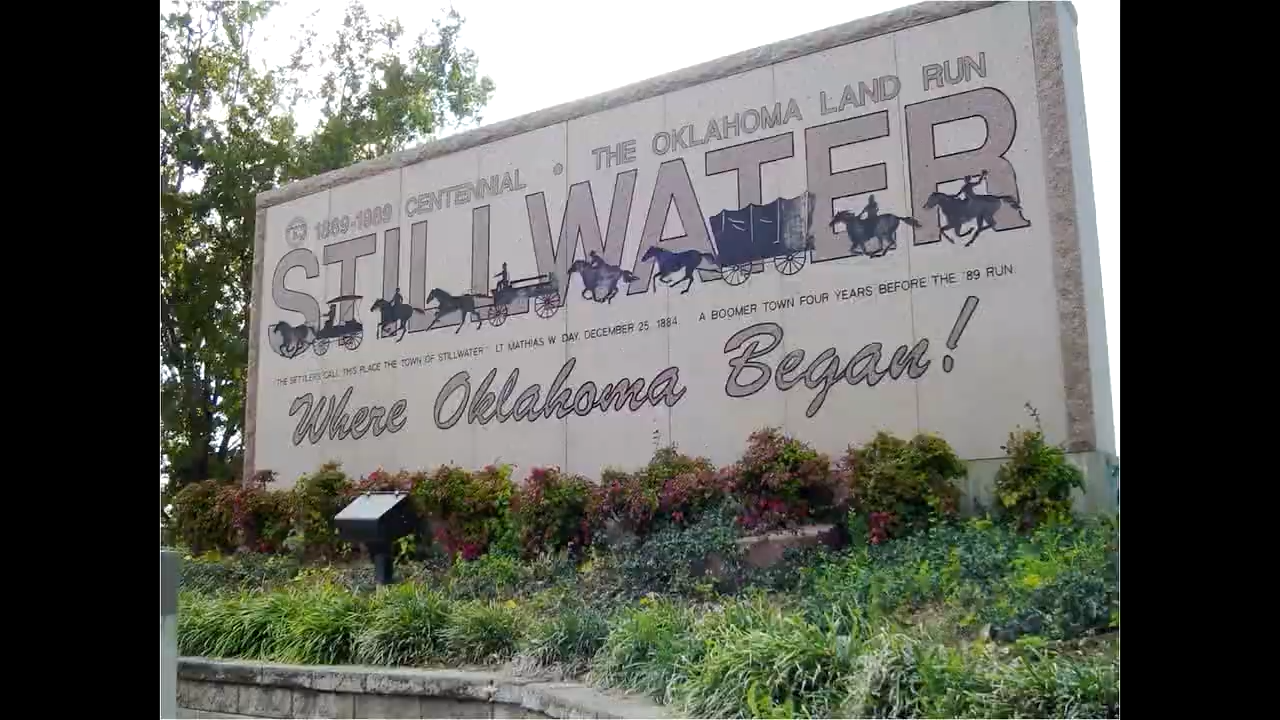 1889-1989 CENTENNIAL • THE OKLAHOMA LAND RUN
STILLWATER
"THE SETTLERS CALL THIS PLACE THE TOWN OF STILLWATER" LT MATHIAS W. DAY, DECEMBER 25, 1884. A BOOMER TOWN FOUR YEARS BEFORE THE '89 RUN.
Where Oklahoma Began!